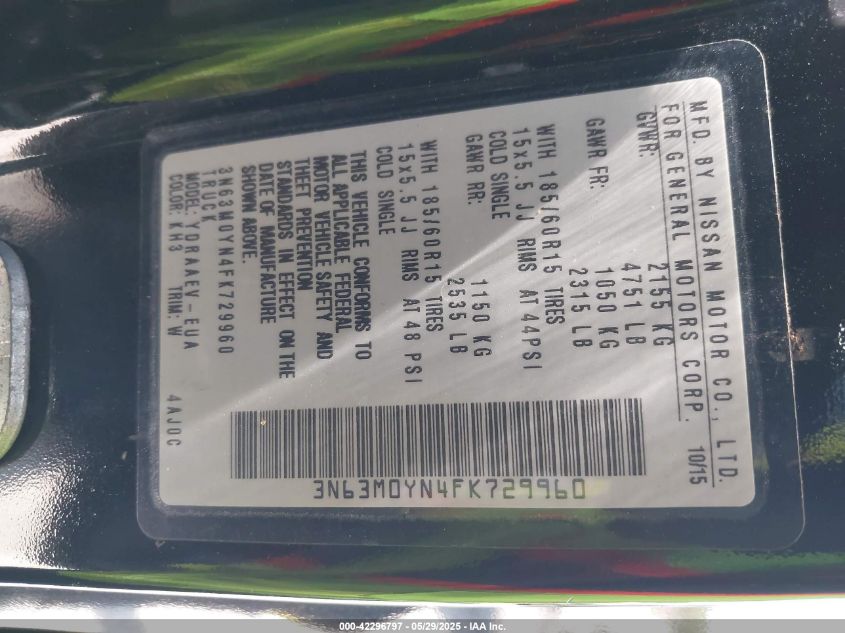 MFD. BY NISSAN MOTOR CO., LTD.
FOR GENERAL MOTORS CORP. 10/15
GVWR: 2155 KG
4751 LB
GAWR FR: 1050 KG
2315 LB
WITH 185/60R15 TIRES
15x5.5 JJ RIMS AT 44PSI
COLD SINGLE
GAWR RR: 1150 KG
2535 LB
WITH 185/60R15 TIRES
15x5.5 JJ RIMS AT 48 PSI
COLD SINGLE
THIS VEHICLE CONFORMS TO
ALL APPLICABLE FEDERAL
MOTOR VEHICLE SAFETY AND
THEFT PREVENTION
STANDARDS IN EFFECT ON THE
DATE OF MANUFACTURE
SHOWN ABOVE.
3N63M0YN4FK729960
TRUCK
MODEL: YDRAAEV-EUA
COLOR: KH3 TRIM: W 4AJ0C
3N63M0YN4FK729960
000-42296797 - 05/29/2025 - IAA Inc.